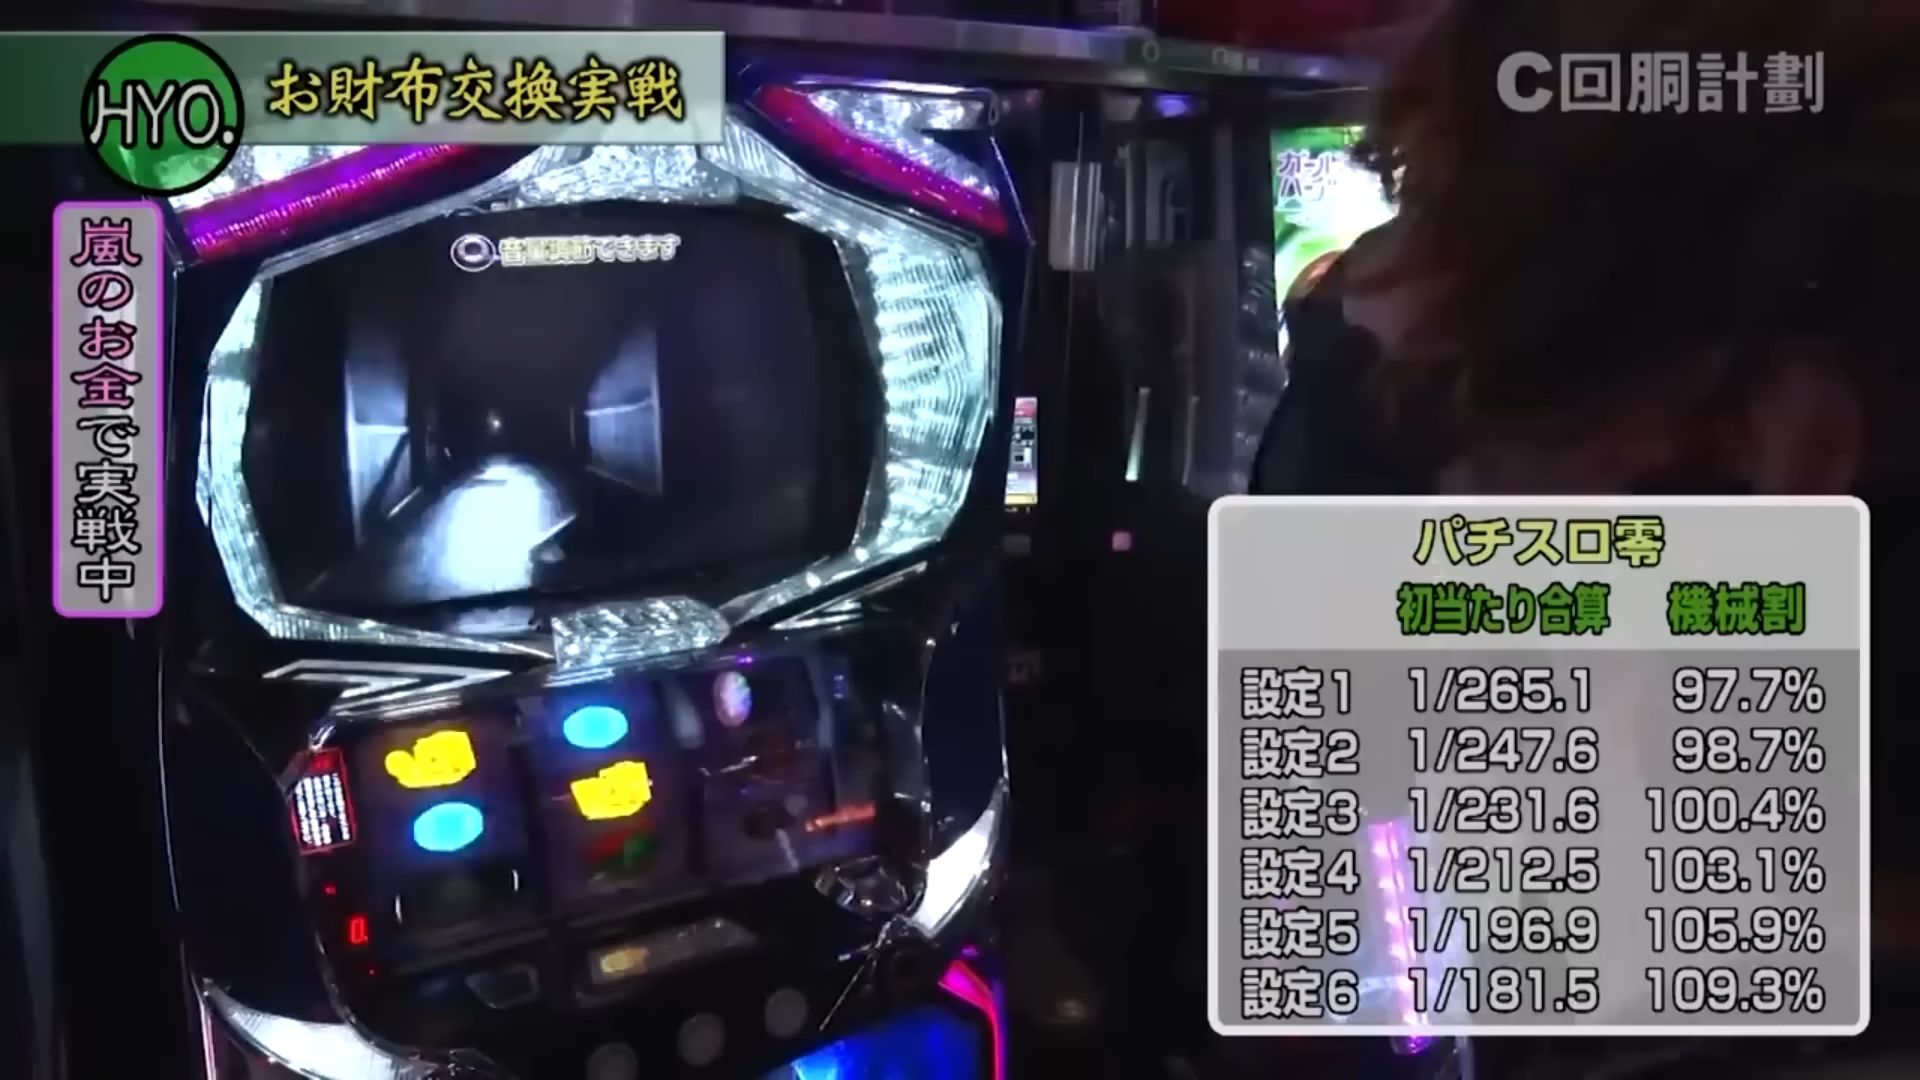 HYO.
お財布交換実戦
C回胴計劃
嵐のお金で実戦中
音量調節できます
パチスロ零
初当たり合算 機械割
設定1 1/265.1 97.7%
設定2 1/247.6 98.7%
設定3 1/231.6 100.4%
設定4 1/212.5 103.1%
設定5 1/196.9 105.9%
設定6 1/181.5 109.3%